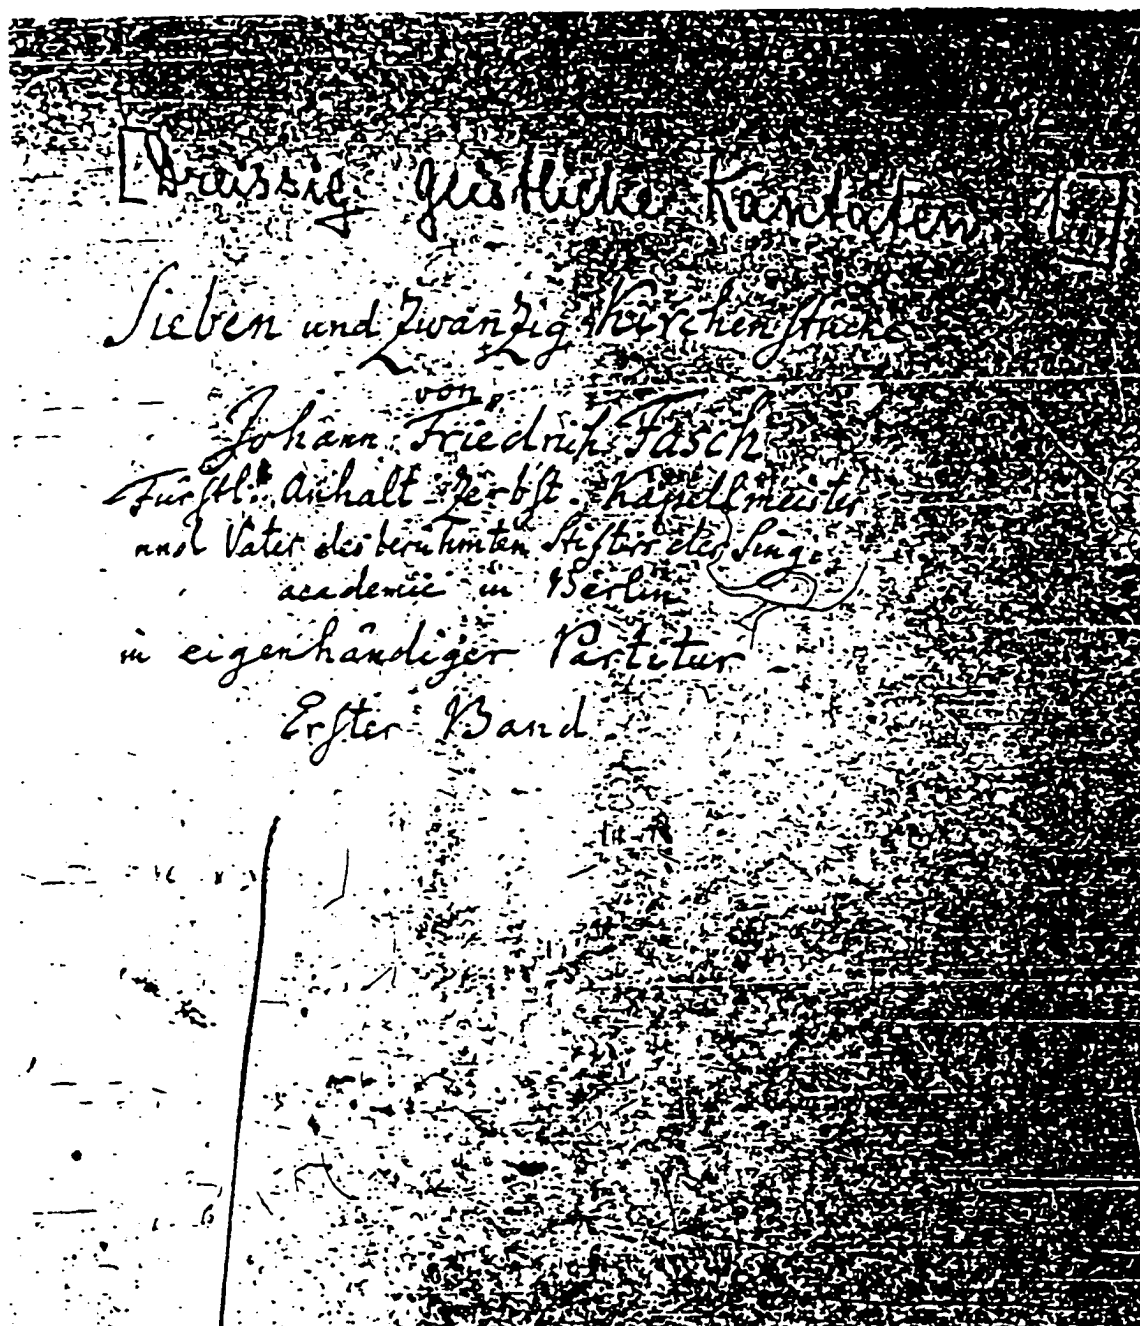 [Dreissig geistliche Kantaten. 1]
Sieben und Zwanzig Kirchenstücke
von
Johann Friedrich Fasch
Fürstl. Anhalt-Zerbst. Kapellmeister
und Vater des berühmten Stifters der Sing-
academie in Berlin
in eigenhändiger Partitur -
Erster Band